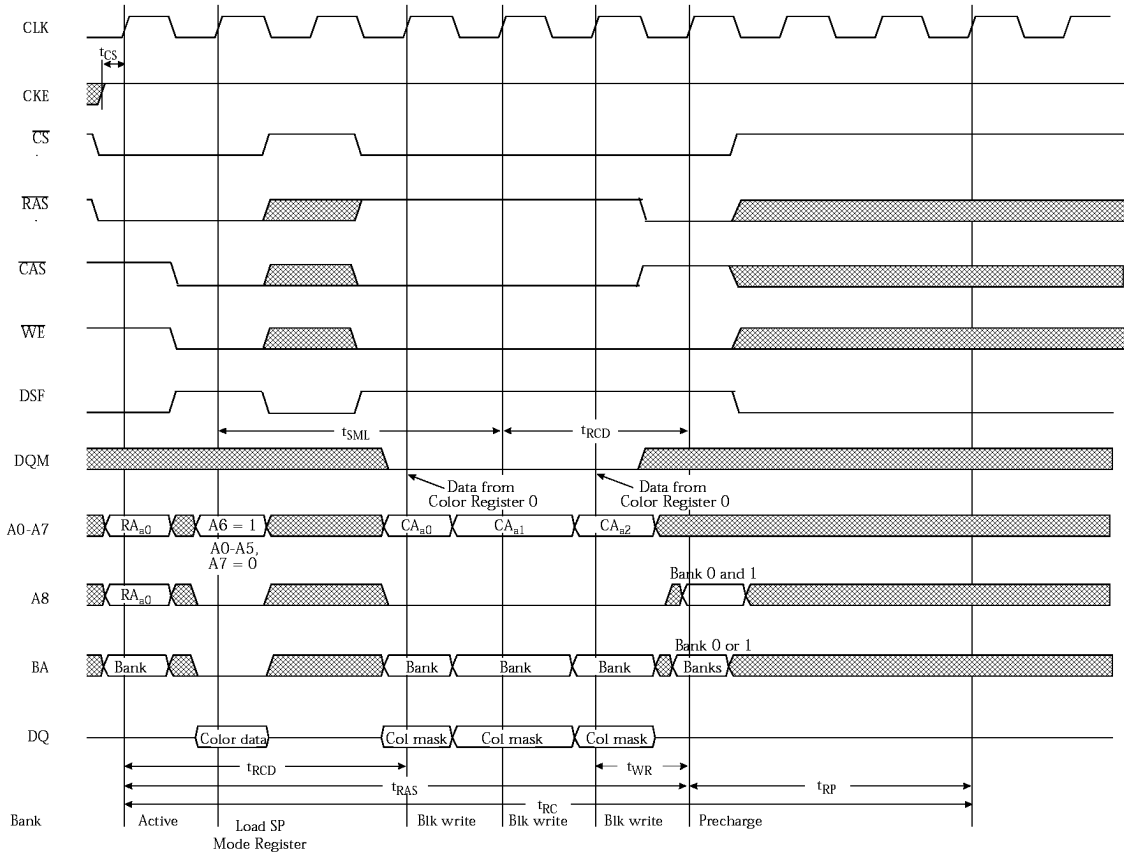 CLK
tCS
CKE
CS
RAS
CAS
WE
DSF
tSML
tRCD
DQM
Data from
Color Register 0
Data from
Color Register 0
A0-A7
RAa0
A6 = 1
CAa0
CAa1
CAa2
A0-A5,
A7 = 0
Bank 0 and 1
A8
RAa0
Bank 0 or 1
BA
Bank
Bank
Bank
Bank
Banks
DQ
Color data
Col mask
Col mask
Col mask
tRCD
tWR
tRAS
tRP
tRC
Bank
Active
Load SP
Mode Register
Blk write
Blk write
Blk write
Precharge